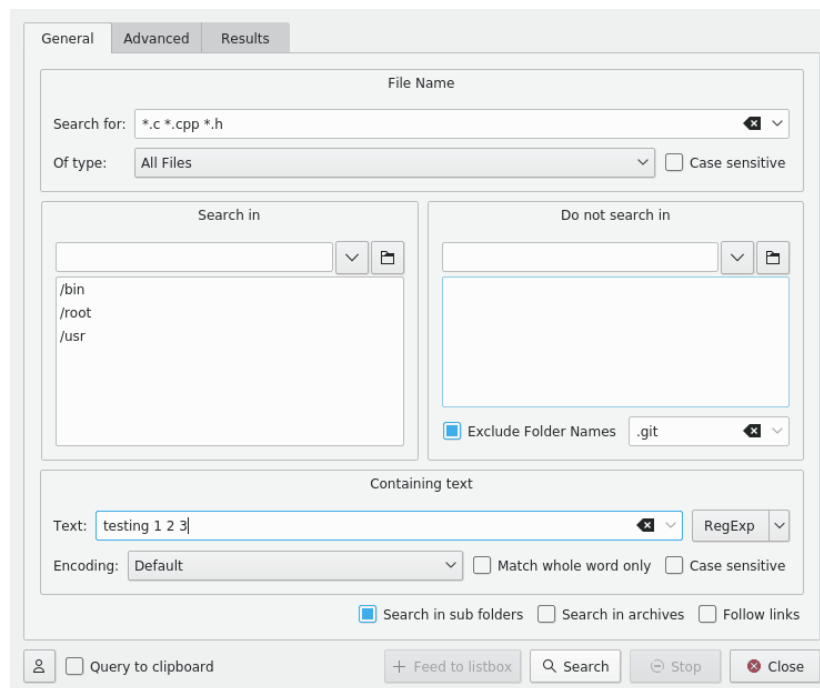 General Advanced Results
File Name
Search for: *.c *.cpp *.h
Of type: All Files Case sensitive
Search in
/bin
/root
/usr
Do not search in
Exclude Folder Names .git
Containing text
Text: testing 1 2 3 RegExp
Encoding: Default Match whole word only Case sensitive
Search in sub folders Search in archives Follow links
Query to clipboard + Feed to listbox Search Stop Close